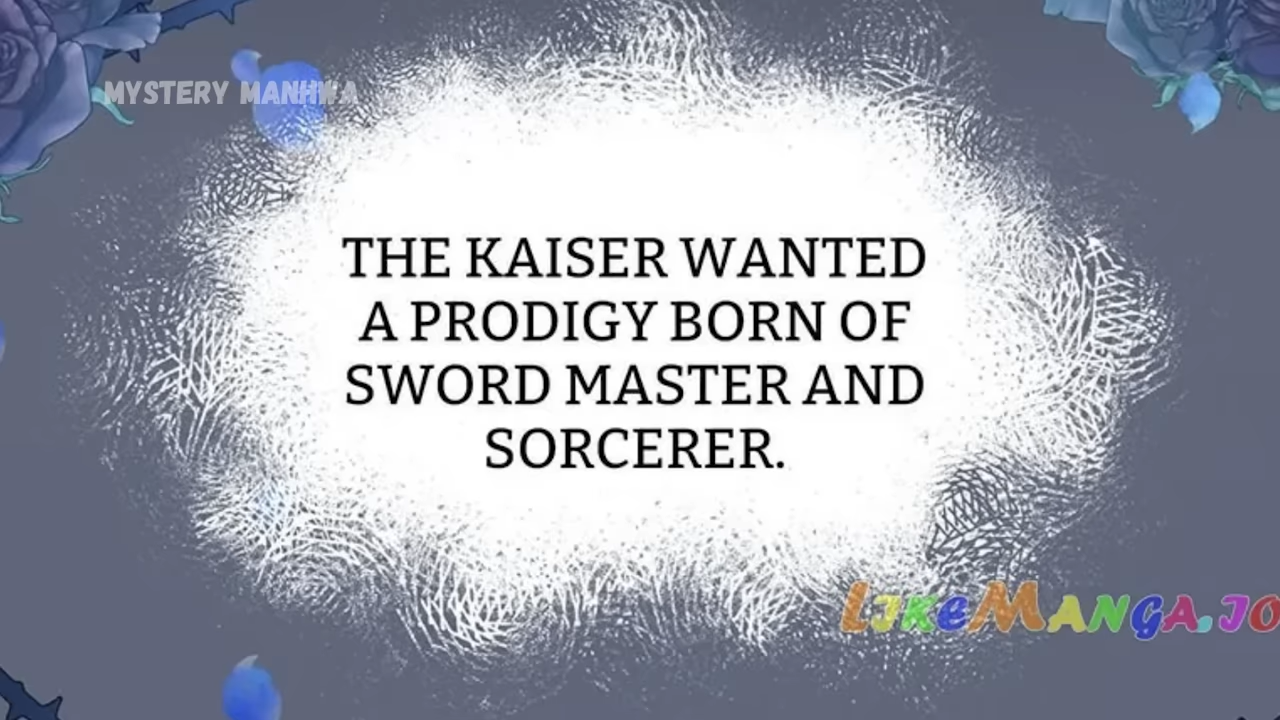 MYSTERY MANHWA
THE KAISER WANTED
A PRODIGY BORN OF
SWORD MASTER AND
SORCERER.
LIKEMANGA.IO